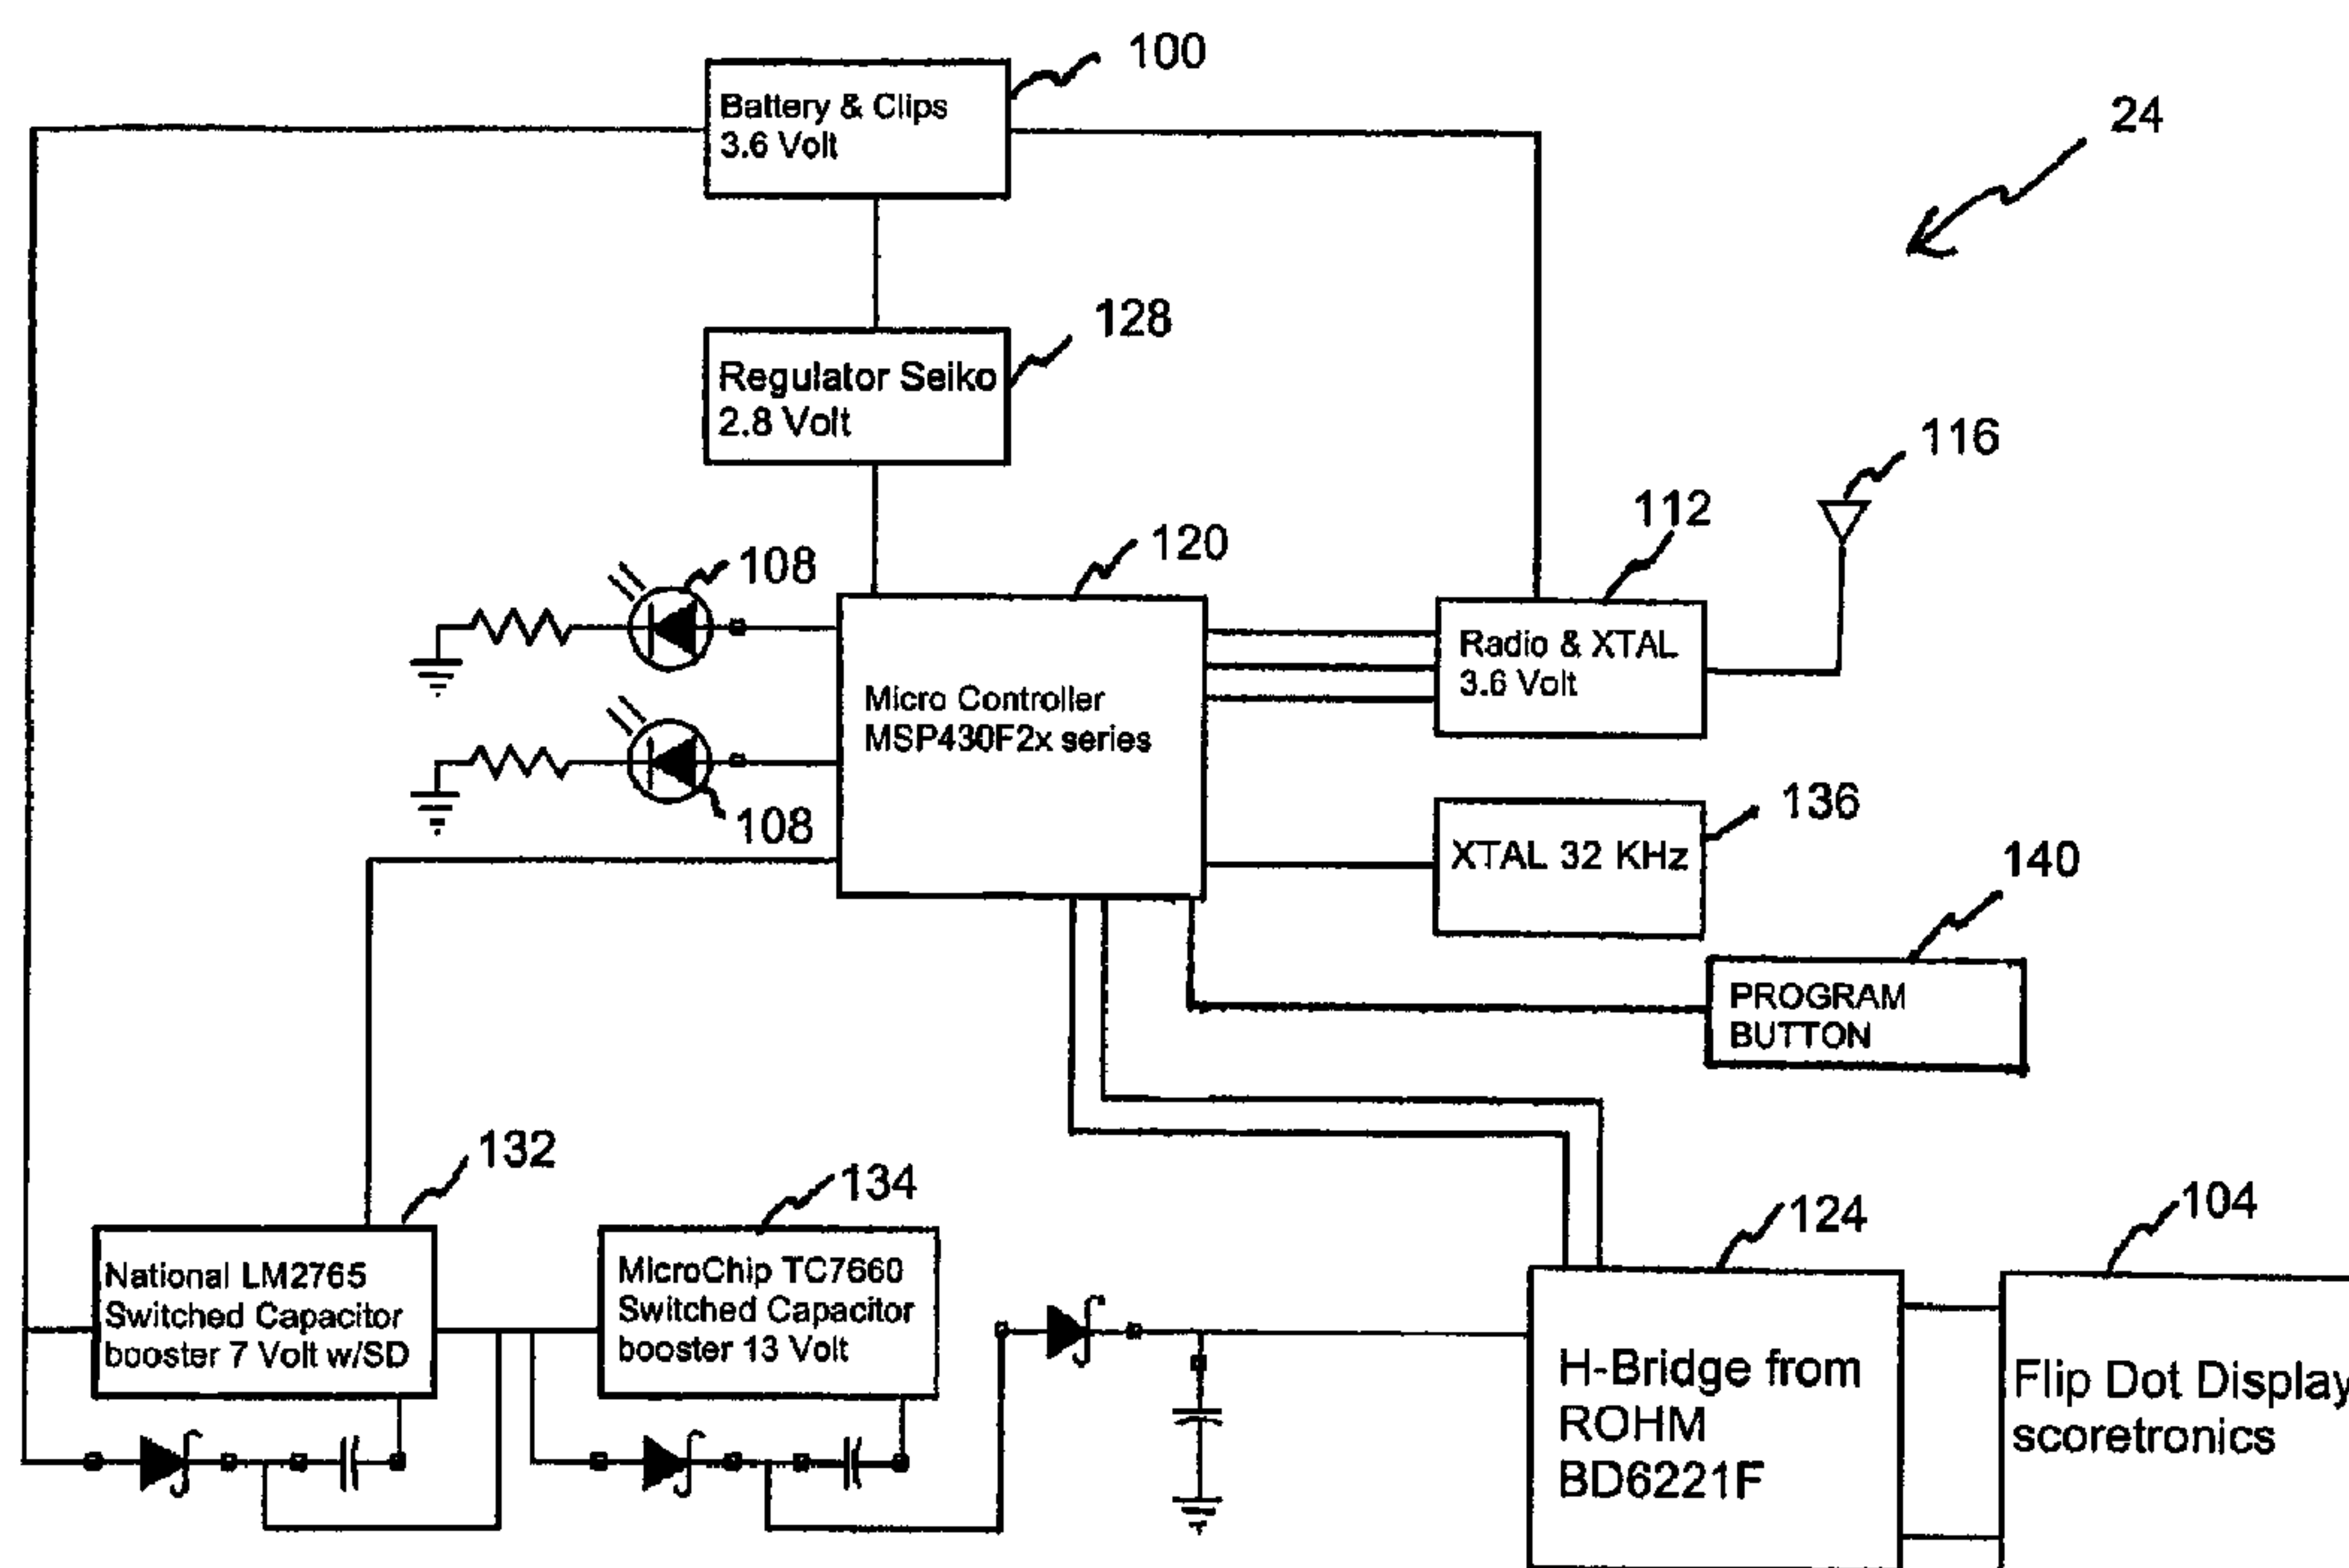 100
Battery & Clips
3.6 Volt
24
128
Regulator Seiko
2.8 Volt
116
112
120
108
Radio & XTAL
3.6 Volt
Micro Controller
MSP430F2x series
108
136
XTAL 32 KHz
140
PROGRAM
BUTTON
132
134
124
104
National LM2765
Switched Capacitor
booster 7 Volt w/SD
MicroChip TC7660
Switched Capacitor
booster 13 Volt
H-Bridge from
ROHM
BD6221F
Flip Dot Display
scoretronics